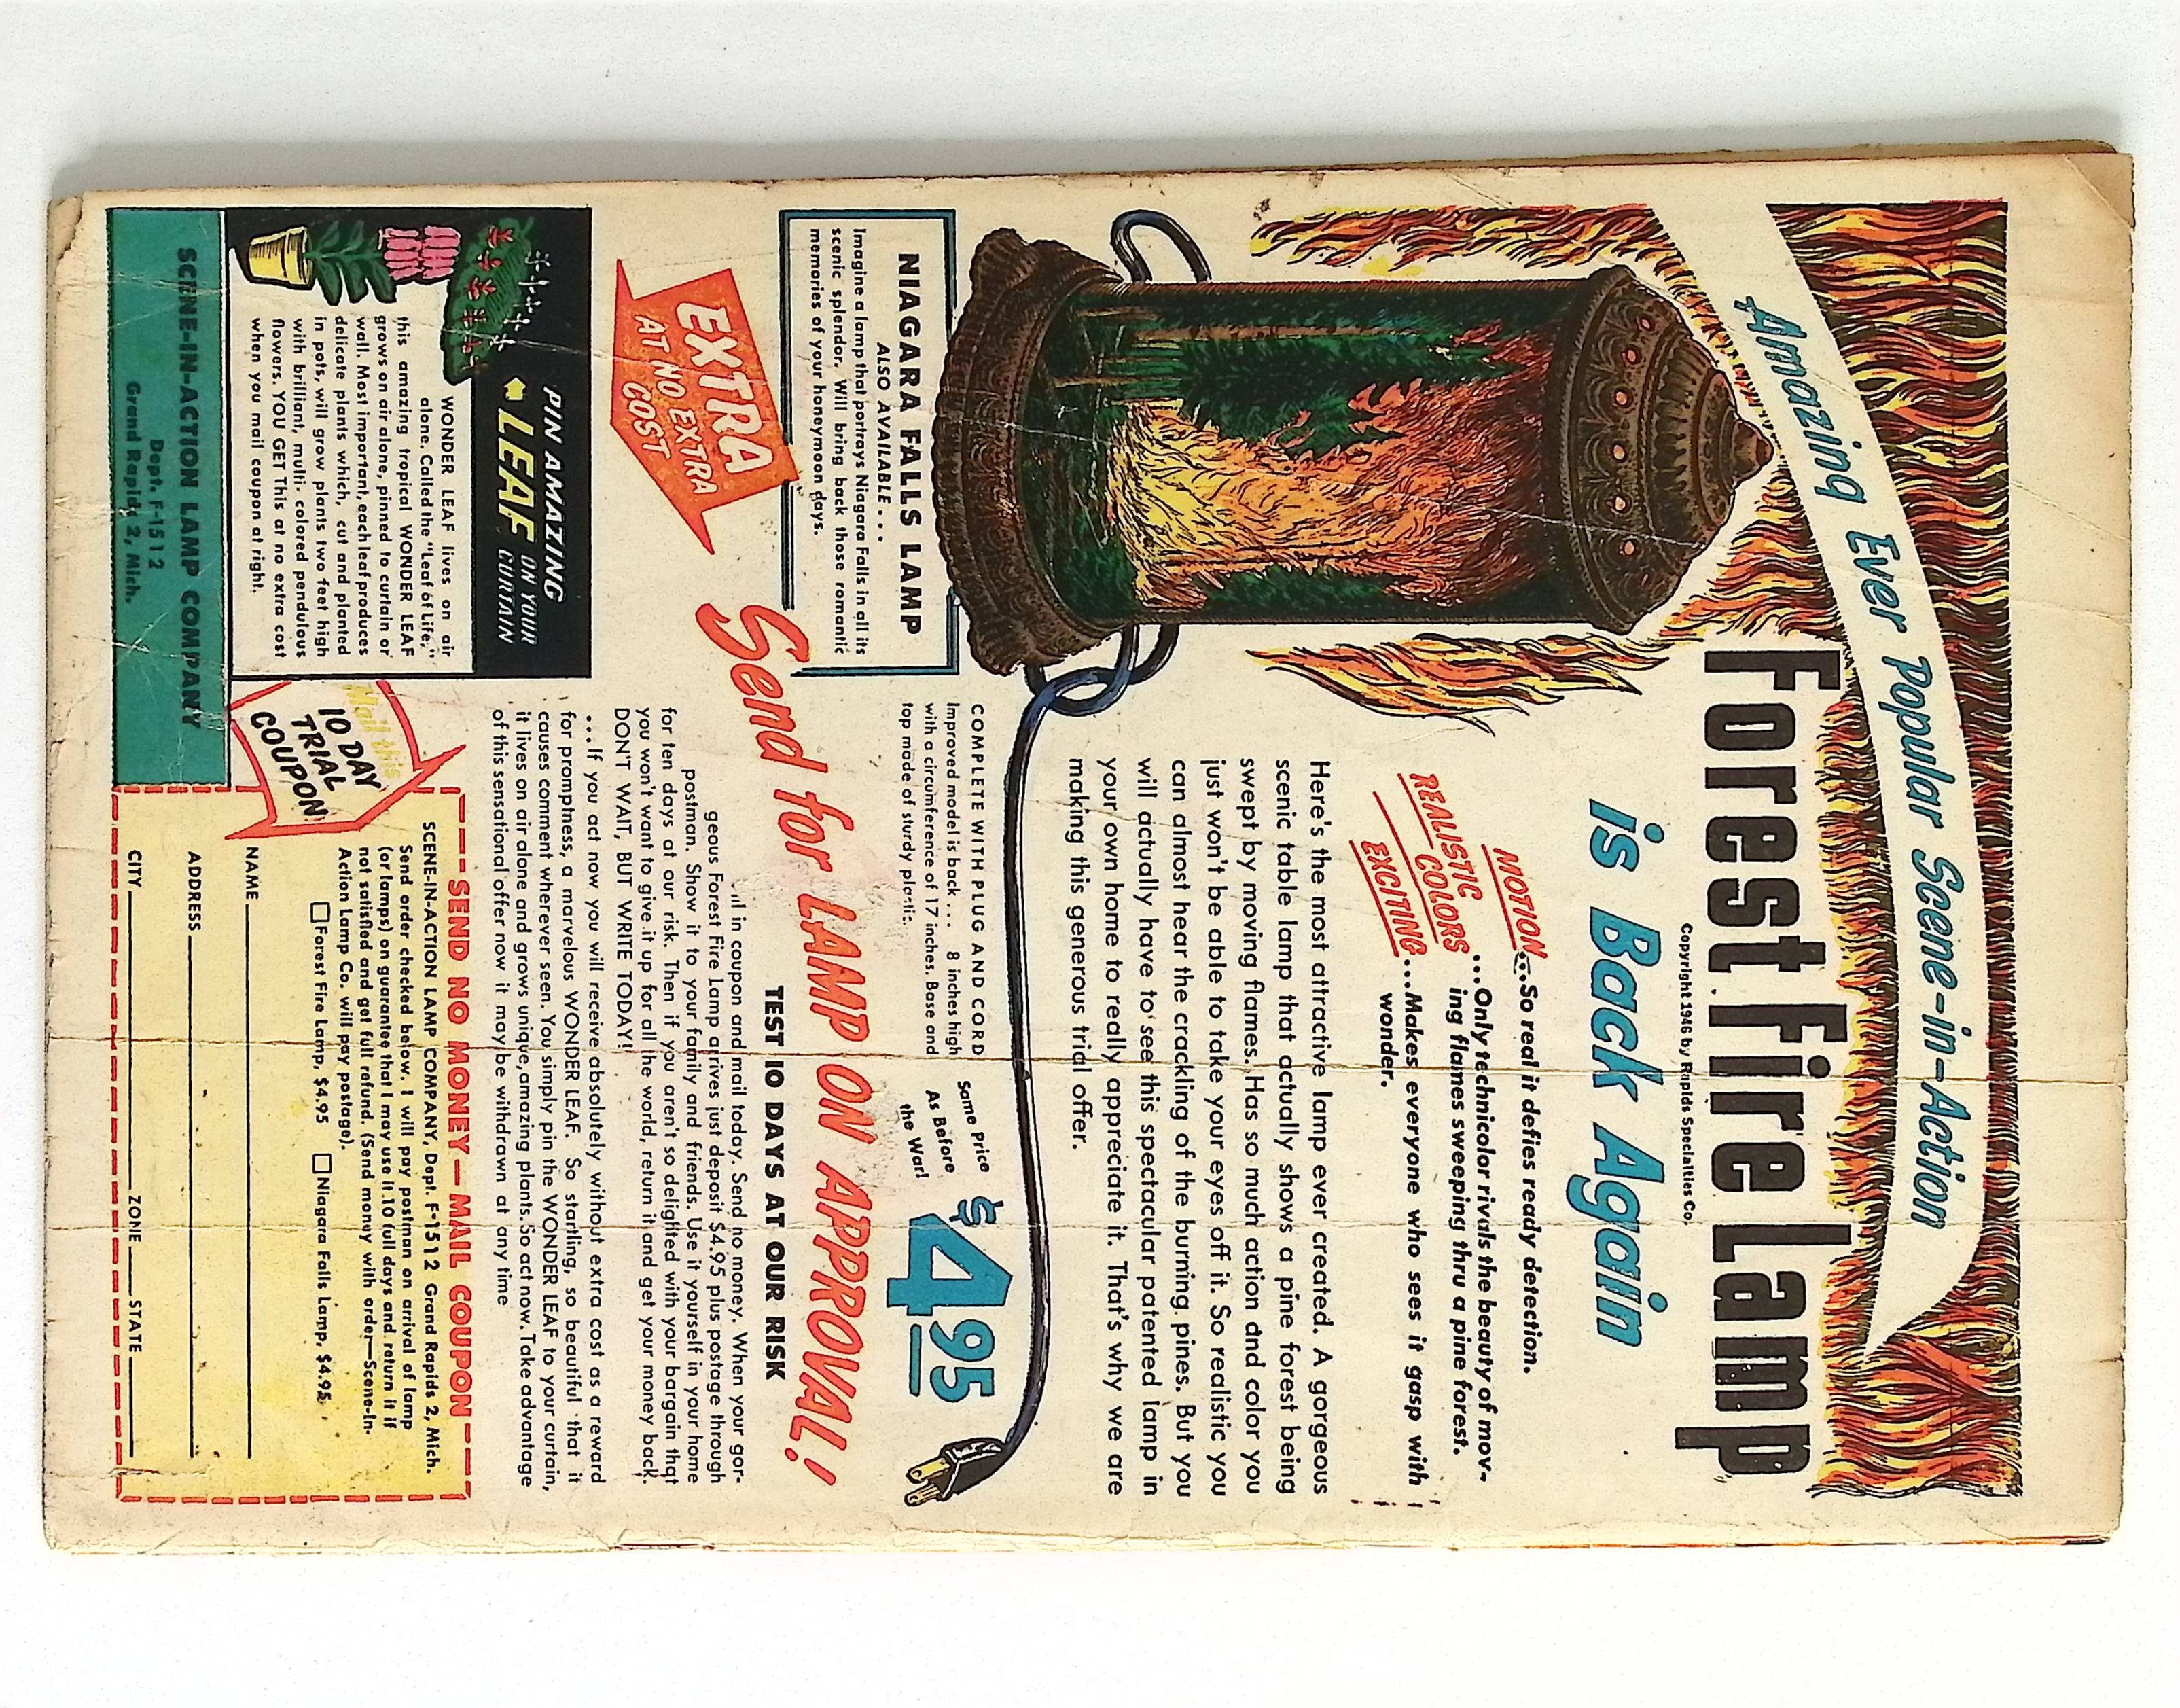 Amazing Ever Popular Scene-in-Action
Forest Fire Lamp
Copyright 1946 by Rapids Specialties Co.
is Back Again
MOTION...So real it defies ready detection.
REALISTIC
COLORS
...Only technicolor rivals the beauty of mov-
ing flames sweeping thru a pine forest.
EXCITING...Makes everyone who sees it gasp with
wonder.
Here's the most attractive lamp ever created. A gorgeous
scenic table lamp that actually shows a pine forest being
swept by moving flames. Has so much action dnd color you
just won't be able to take your eyes off it. So realistic you
can almost hear the crackling of the burning pines. But you
will actually have to see this spectacular patented lamp in
your own home to really appreciate it. That's why we are
making this generous trial offer.
NIAGARA FALLS LAMP
ALSO AVAILABLE...
Imagine a lamp that portrays Niagara Falls in all its
scenic splendor. Will bring back those romantic
memories of your honeymoon days.
COMPLETE WITH PLUG AND CORD
Improved model is back... 8 inches high
with a circumference of 17 inches. Base and
top made of sturdy plastic.
Same Price
As Before
the War!
$4.95
EXTRA
AT NO EXTRA
COST
Send for LAMP ON APPROVAL!
TEST 10 DAYS AT OUR RISK
in coupon and mail today. Send no money. When your gor-
geous Forest Fire Lamp arrives just deposit $4.95 plus postage through
postman. Show it to your family and friends. Use it yourself in your home
for ten days at our risk. Then if you aren't so delighted with your bargain that
you won't want to give it up for all the world, return it and get your money back.
DON'T WAIT, BUT WRITE TODAY!
...If you act now you will receive absolutely without extra cost as a reward
for promptness, a marvelous WONDER LEAF. So startling, so beautiful that it
causes comment wherever seen. You simply pin the WONDER LEAF to your curtain,
it lives on air alone and grows unique, amazing plants. So act now. Take advantage
of this sensational offer now it may be withdrawn at any time
PIN AMAZING
LEAF ON YOUR
CURTAIN
WONDER LEAF lives on air
alone. Called the "Leaf of Life,"
this amazing tropical WONDER LEAF
grows on air alone, pinned to curtain or
wall. Most important, each leaf produces
delicate plants which, cut and planted
in pots, will grow plants two feet high
with brilliant, multi-colored pendulous
flowers. YOU GET This at no extra cost
when you mail coupon at right.
SCENE-IN-ACTION LAMP COMPANY
Dept. F-1512
Grand Rapids 2, Mich.
Mail this
10 DAY
TRIAL
COUPON
SEND NO MONEY—MAIL COUPON
SCENE-IN-ACTION LAMP COMPANY, Dept. F-1512 Grand Rapids 2, Mich.
Send order checked below. I will pay postman on arrival of lamp
(or lamps) on guarantee that I may use it 10 full days and return it if
not satisfied and get full refund. (Send money with order—Scene-In-
Action Lamp Co. will pay postage).
Forest Fire Lamp, $4.95 Niagara Falls Lamp, $4.95
NAME
ADDRESS
CITY ZONE STATE